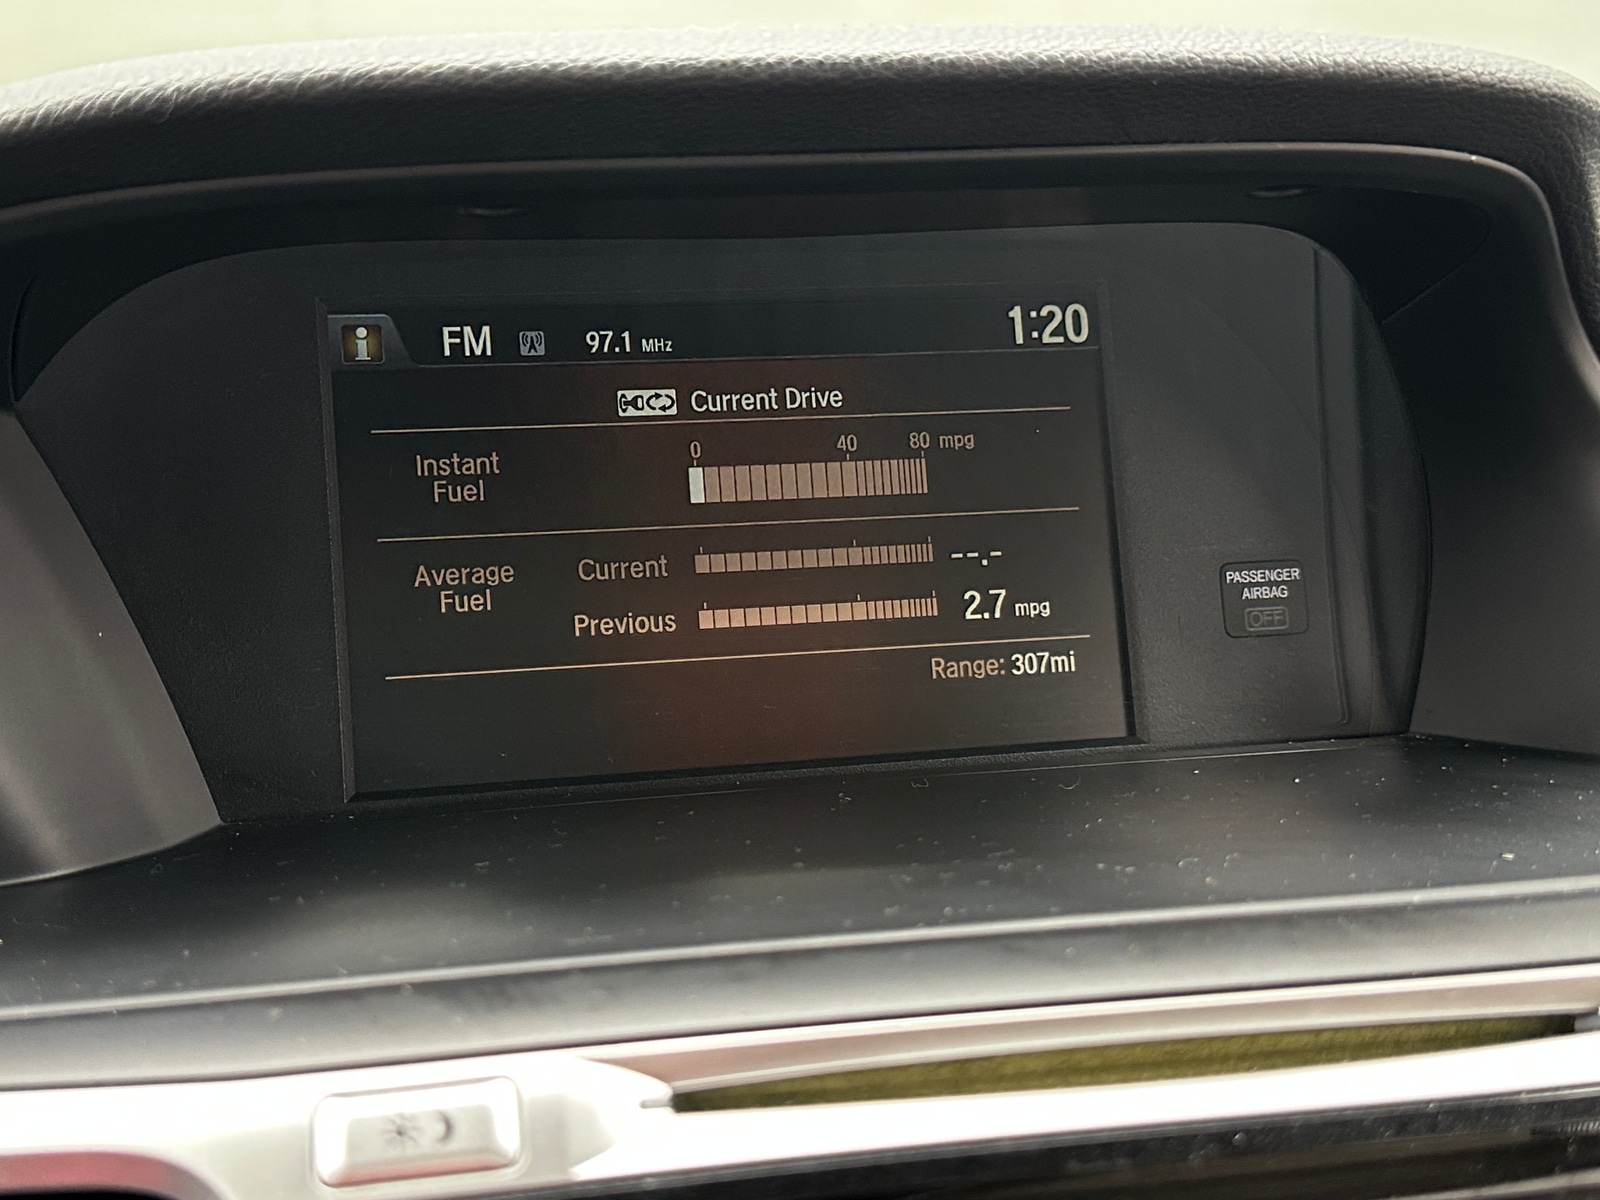 i FM 97.1 MHz 1:20
Current Drive
0 40 80 mpg
Instant
Fuel
Average
Fuel
Current --.-
Previous 2.7 mpg
Range: 307mi
PASSENGER
AIRBAG
OFF